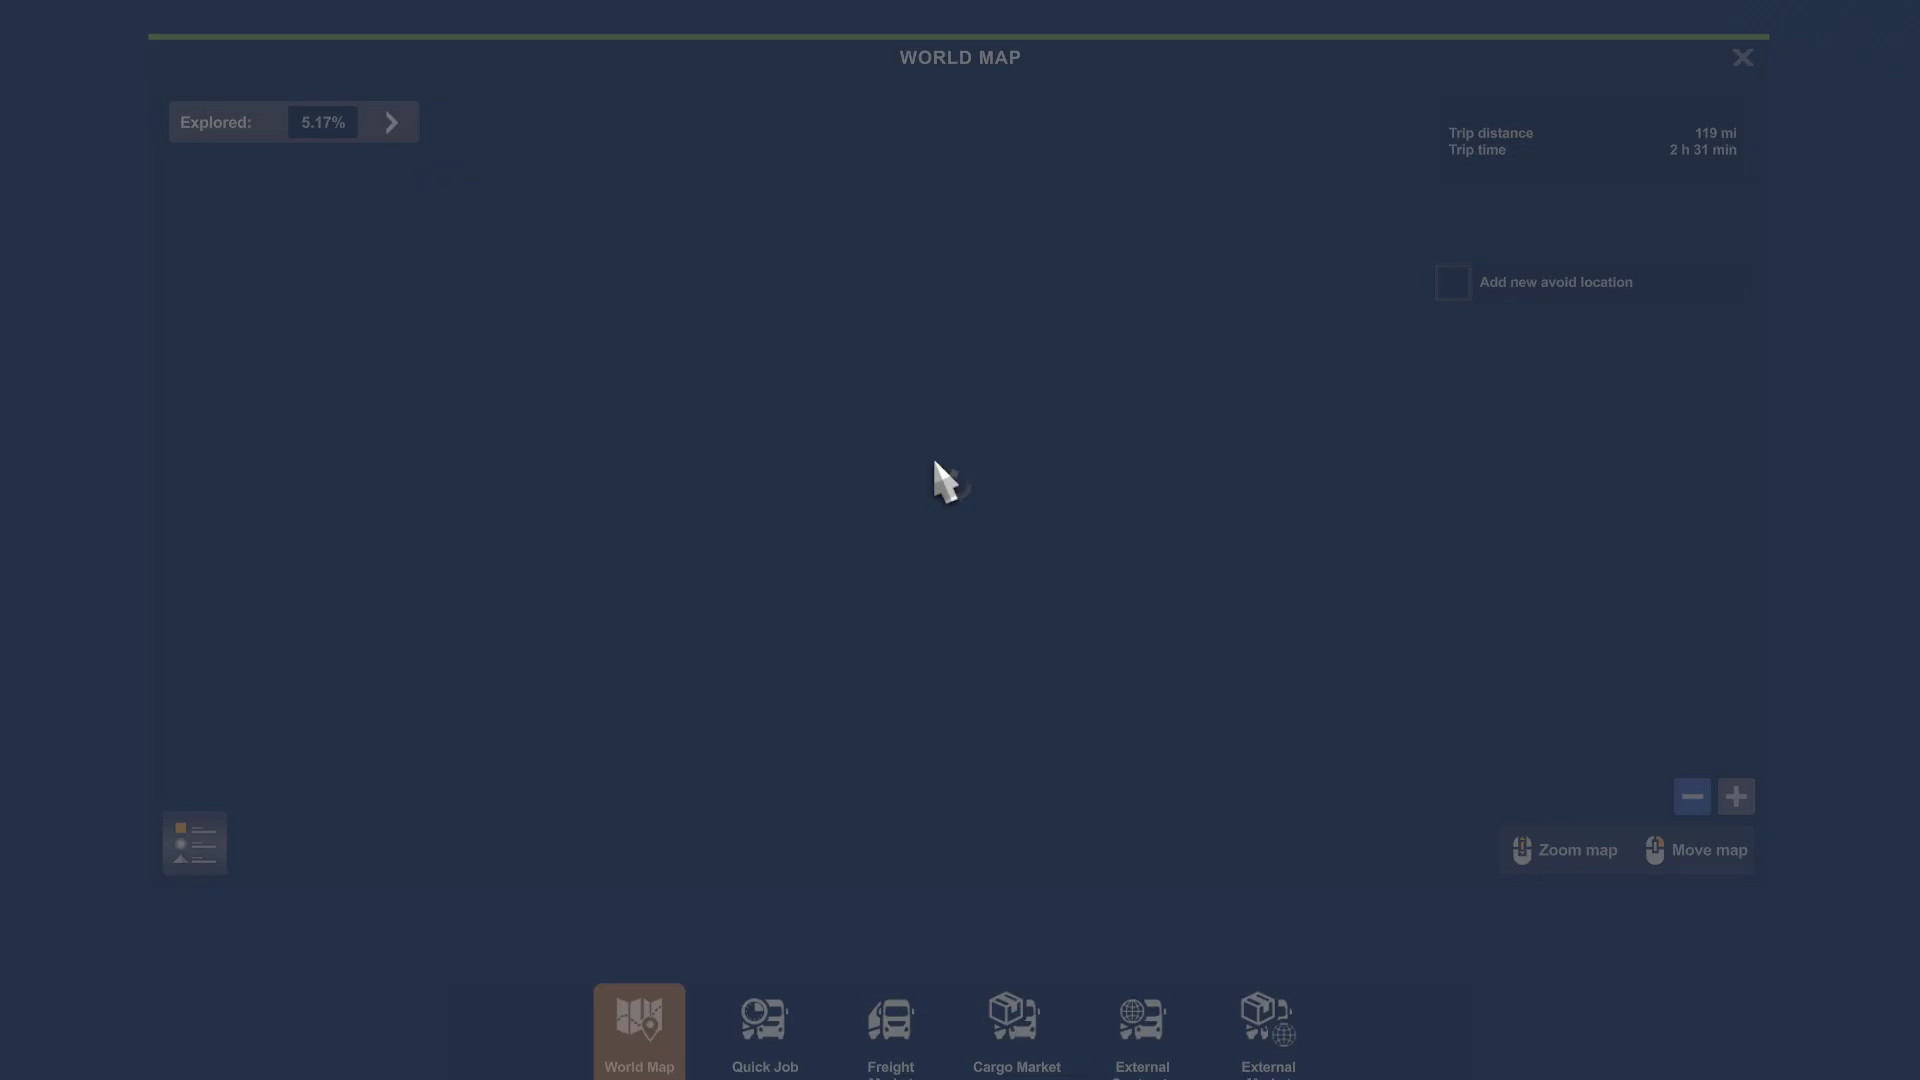 WORLD MAP
Explored: 5.17%
Trip distance 119 mi
Trip time 2 h 31 min
Add new avoid location
Zoom map Move map
World Map Quick Job Freight Cargo Market External External